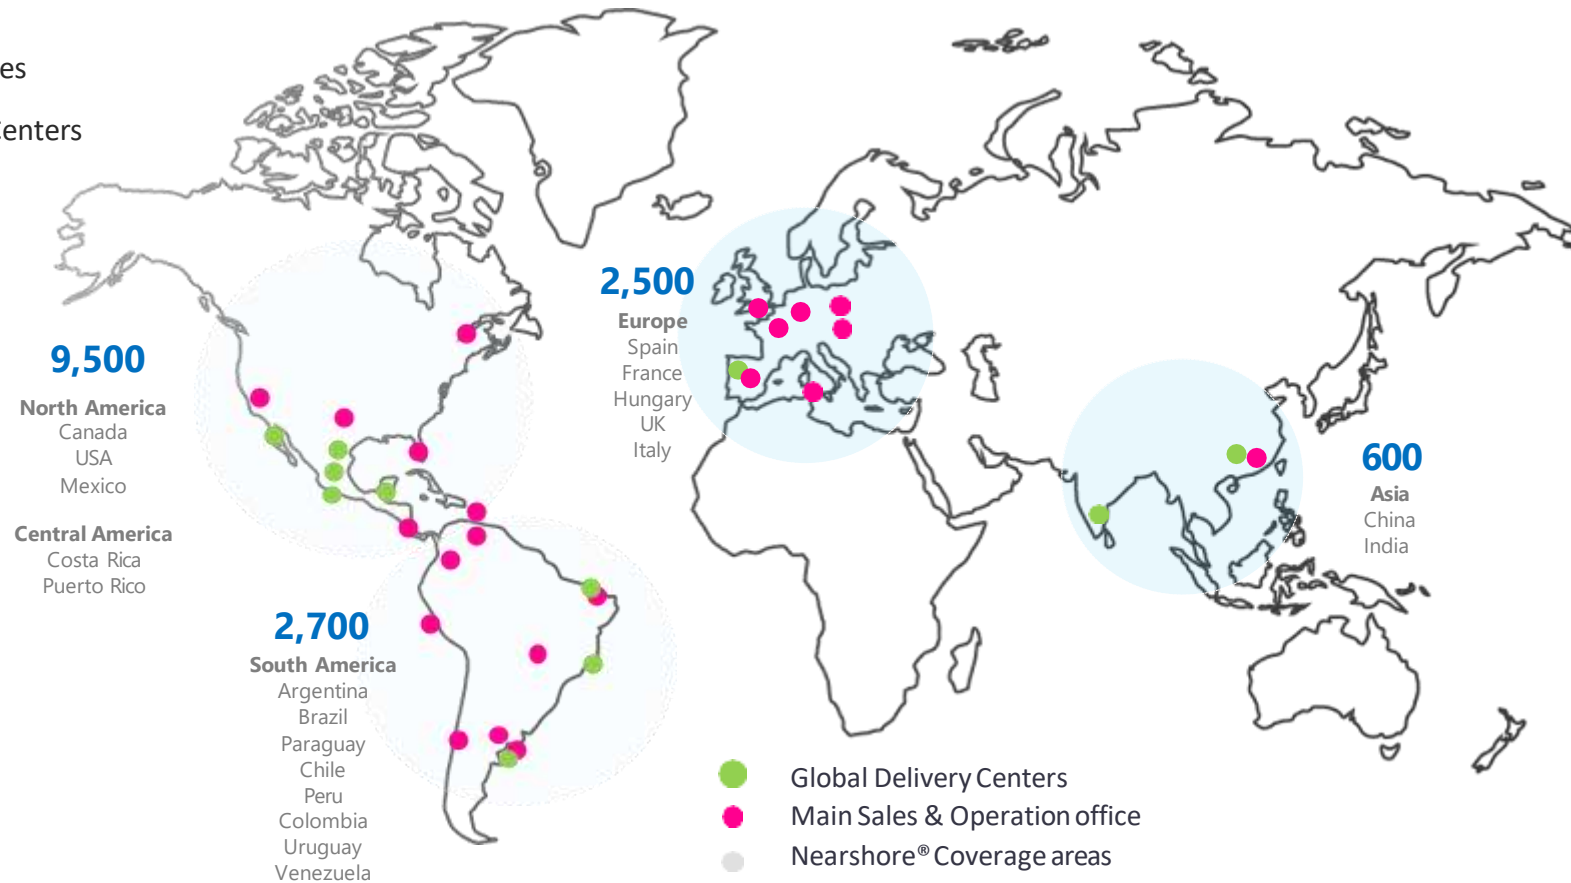 es
Centers
9,500
North America
Canada
USA
Mexico
Central America
Costa Rica
Puerto Rico
2,700
South America
Argentina
Brazil
Paraguay
Chile
Peru
Colombia
Uruguay
Venezuela
2,500
Europe
Spain
France
Hungary
UK
Italy
600
Asia
China
India
Global Delivery Centers
Main Sales & Operation office
Nearshore® Coverage areas